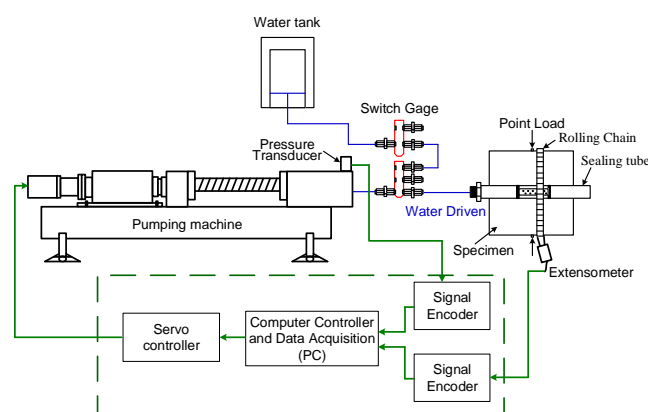 Water tank
Switch Gage
Pressure
Transducer
Point Load
Rolling Chain
Sealing tube
Water Driven
Pumping machine
Specimen
Extensometer
Servo
controller
Computer Controller
and Data Acquisition
(PC)
Signal
Encoder
Signal
Encoder